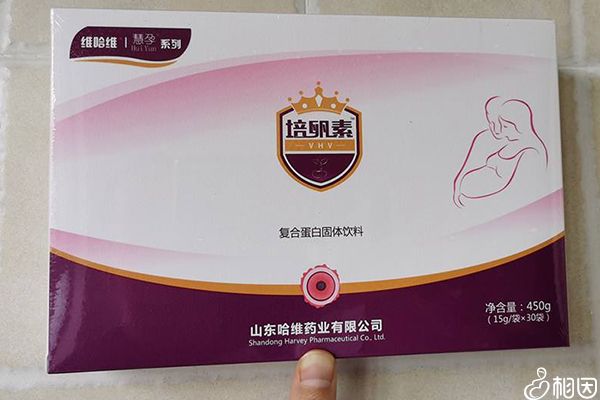 维哈维 | 慧孕 系列
Hui Yun
培卵素
VHV
复合蛋白固体饮料
净含量：450g
（15g/袋×30袋）
山东哈维药业有限公司
Shandong Harvey Pharmaceutical Co., Ltd.
相因